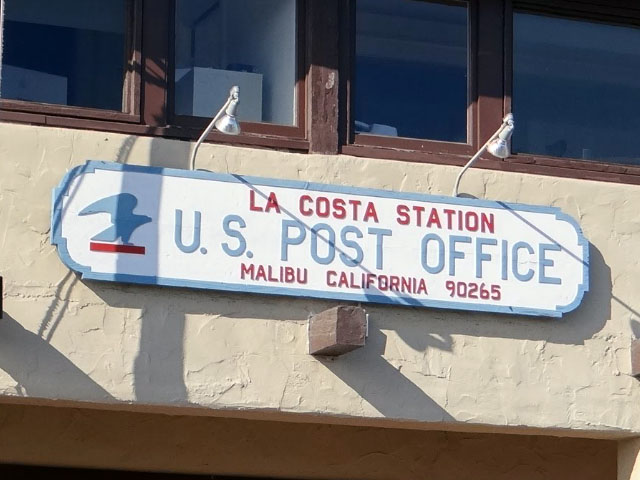 LA COSTA STATION
U.S. POST OFFICE
MALIBU CALIFORNIA 90265